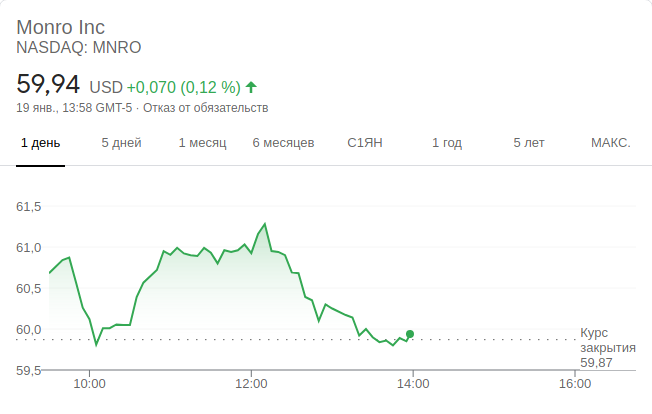 Monro Inc
NASDAQ: MNRO
59,94 USD +0,070 (0,12 %)
19 янв., 13:58 GMT-5 · Отказ от обязательств
1 день 5 дней 1 месяц 6 месяцев С1ЯН 1 год 5 лет МАКС.
61,5
61,0
60,5
60,0
59,5
Курс
закрытия
59,87
10:00 12:00 14:00 16:00